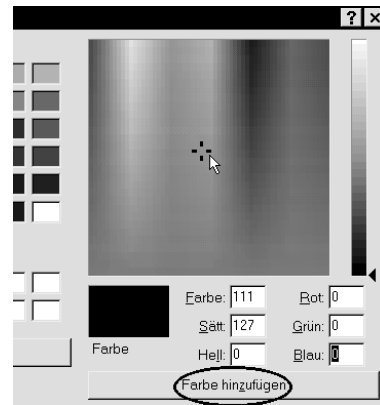 ? ×
Farbe: 111 Rot: 0
Sätt: 127 Grün: 0
Farbe Hell: 0 Blau: 0
Farbe hinzufügen